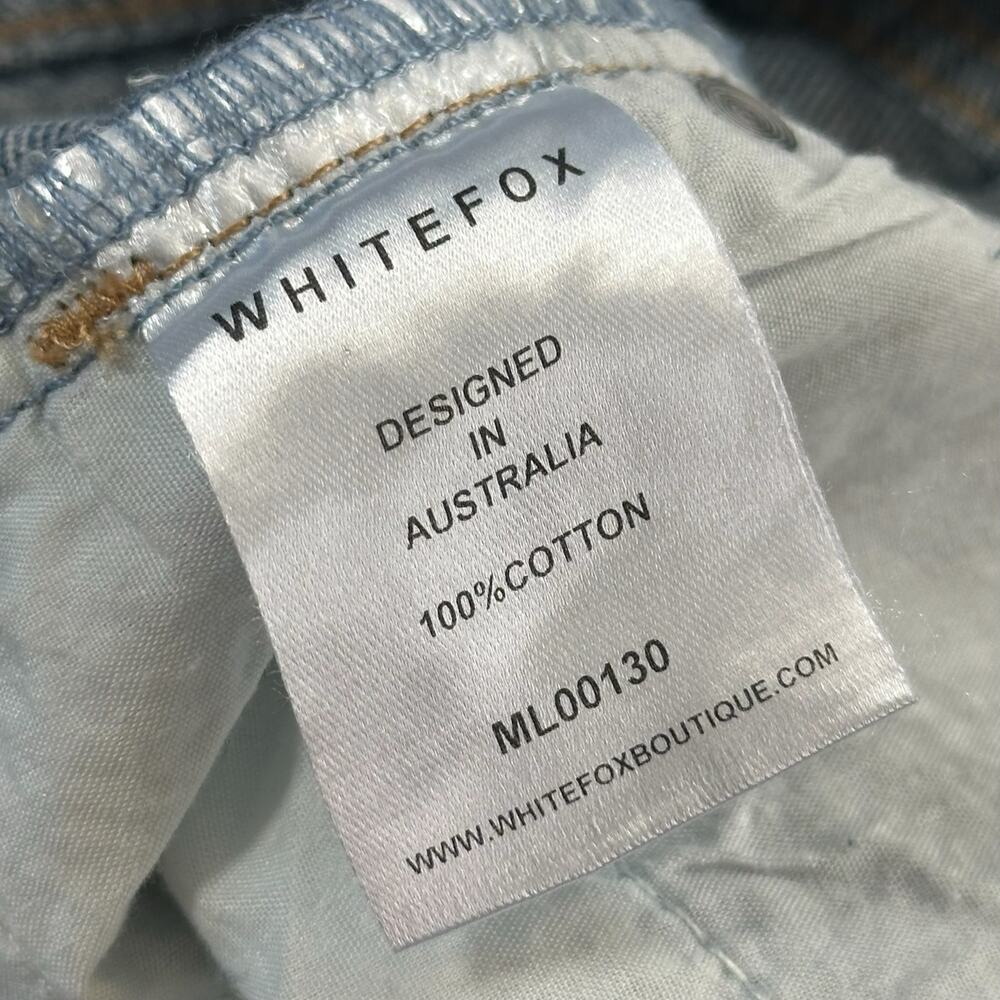 WHITEFOX
DESIGNED
IN
AUSTRALIA
100%COTTON
ML00130
WWW.WHITEFOXBOUTIQUE.COM